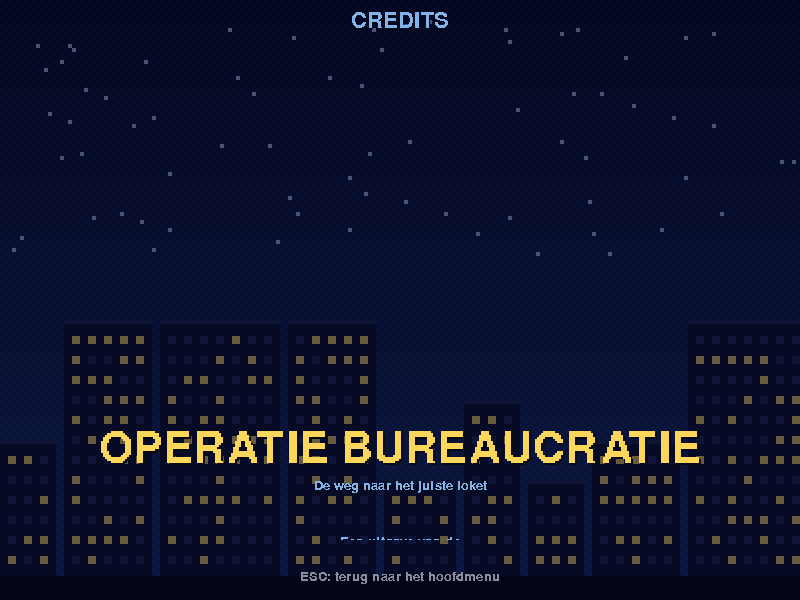 CREDITS
OPERATIE BUREAUCRATIE
De weg naar het juiste loket
ESC: terug naar het hoofdmenu